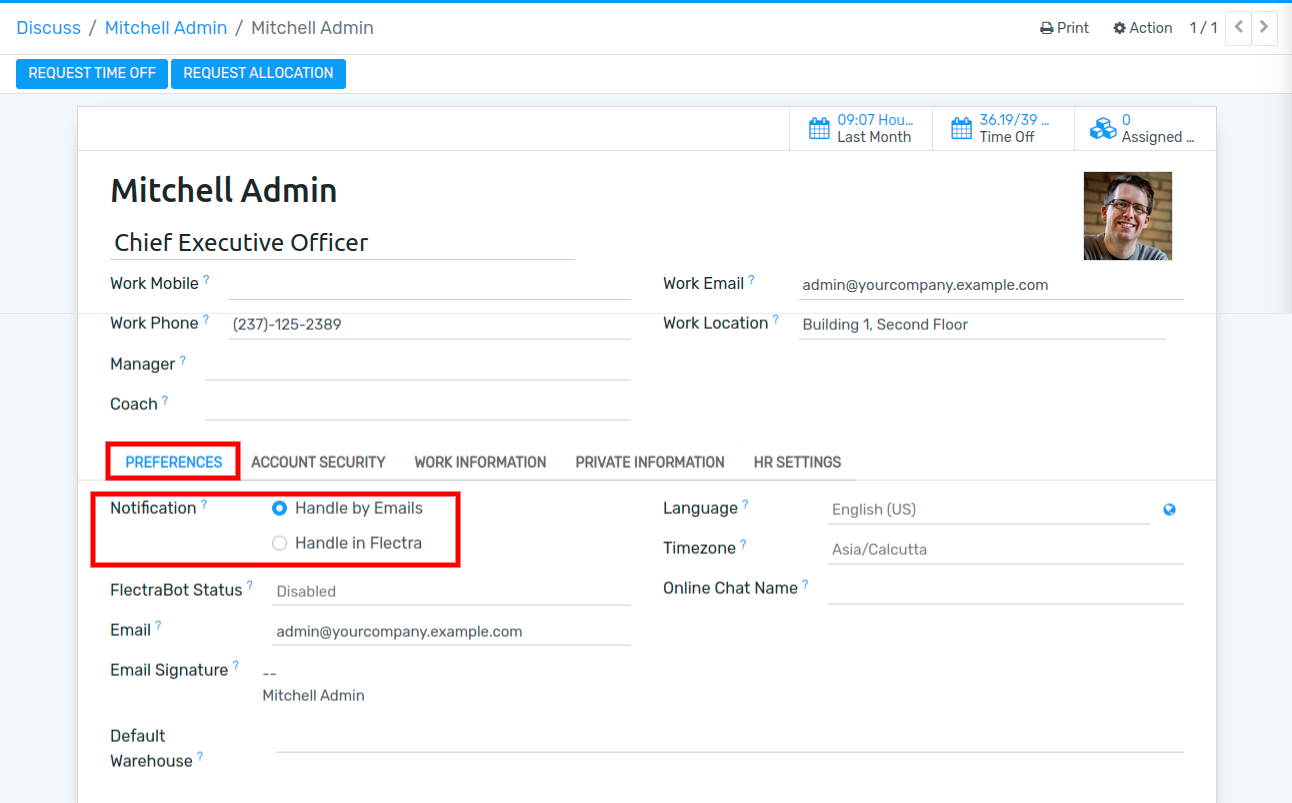 Discuss / Mitchell Admin / Mitchell Admin
Print Action 1 / 1
REQUEST TIME OFF REQUEST ALLOCATION
09:07 Hou...
Last Month
36.19/39 ...
Time Off
0
Assigned ...
Mitchell Admin
Chief Executive Officer
Work Mobile ?
Work Email ? admin@yourcompany.example.com
Work Phone ? (237)-125-2389
Work Location ? Building 1, Second Floor
Manager ?
Coach ?
PREFERENCES ACCOUNT SECURITY WORK INFORMATION PRIVATE INFORMATION HR SETTINGS
Notification ? Handle by Emails
Handle in Flectra
Language ? English (US)
Timezone ? Asia/Calcutta
Online Chat Name ?
FlectraBot Status ? Disabled
Email ? admin@yourcompany.example.com
Email Signature ? --
Mitchell Admin
Default
Warehouse ?